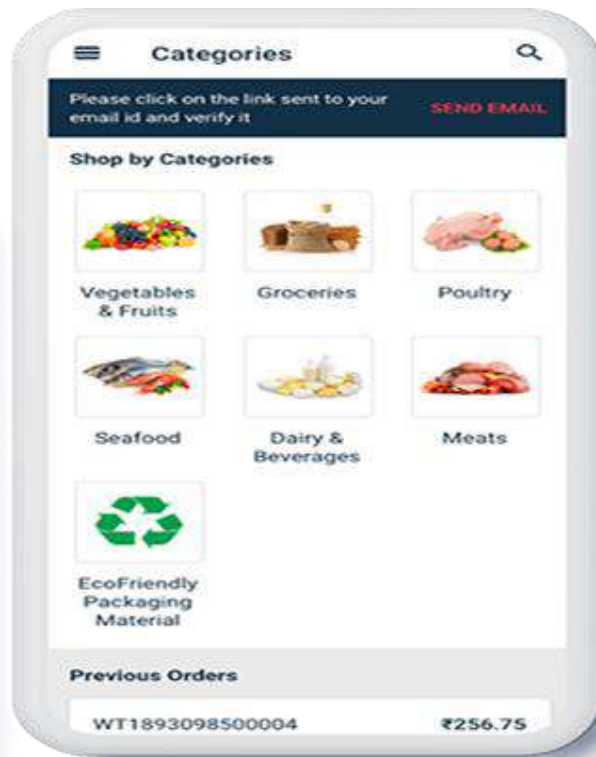 Categories
Please click on the link sent to your
email id and verify it
SEND EMAIL
Shop by Categories
Vegetables
& Fruits
Groceries
Poultry
Seafood
Dairy &
Beverages
Meats
EcoFriendly
Packaging
Material
Previous Orders
WT1893098500004
₹256.75